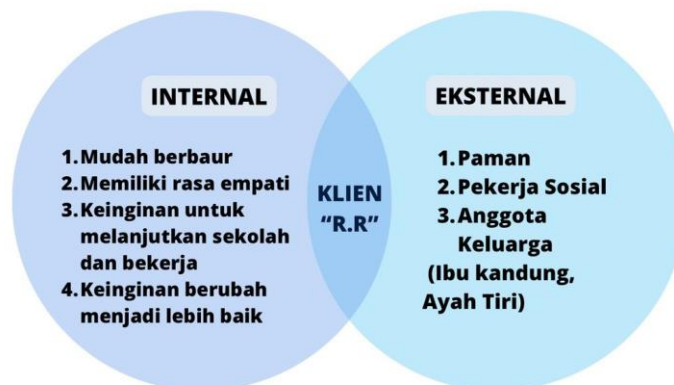 INTERNAL
1. Mudah berbaur
2. Memiliki rasa empati
3. Keinginan untuk
melanjutkan sekolah
dan bekerja
4. Keinginan berubah
menjadi lebih baik
KLIEN
“R.R”
EKSTERNAL
1. Paman
2. Pekerja Sosial
3. Anggota
Keluarga
(Ibu kandung,
Ayah Tiri)